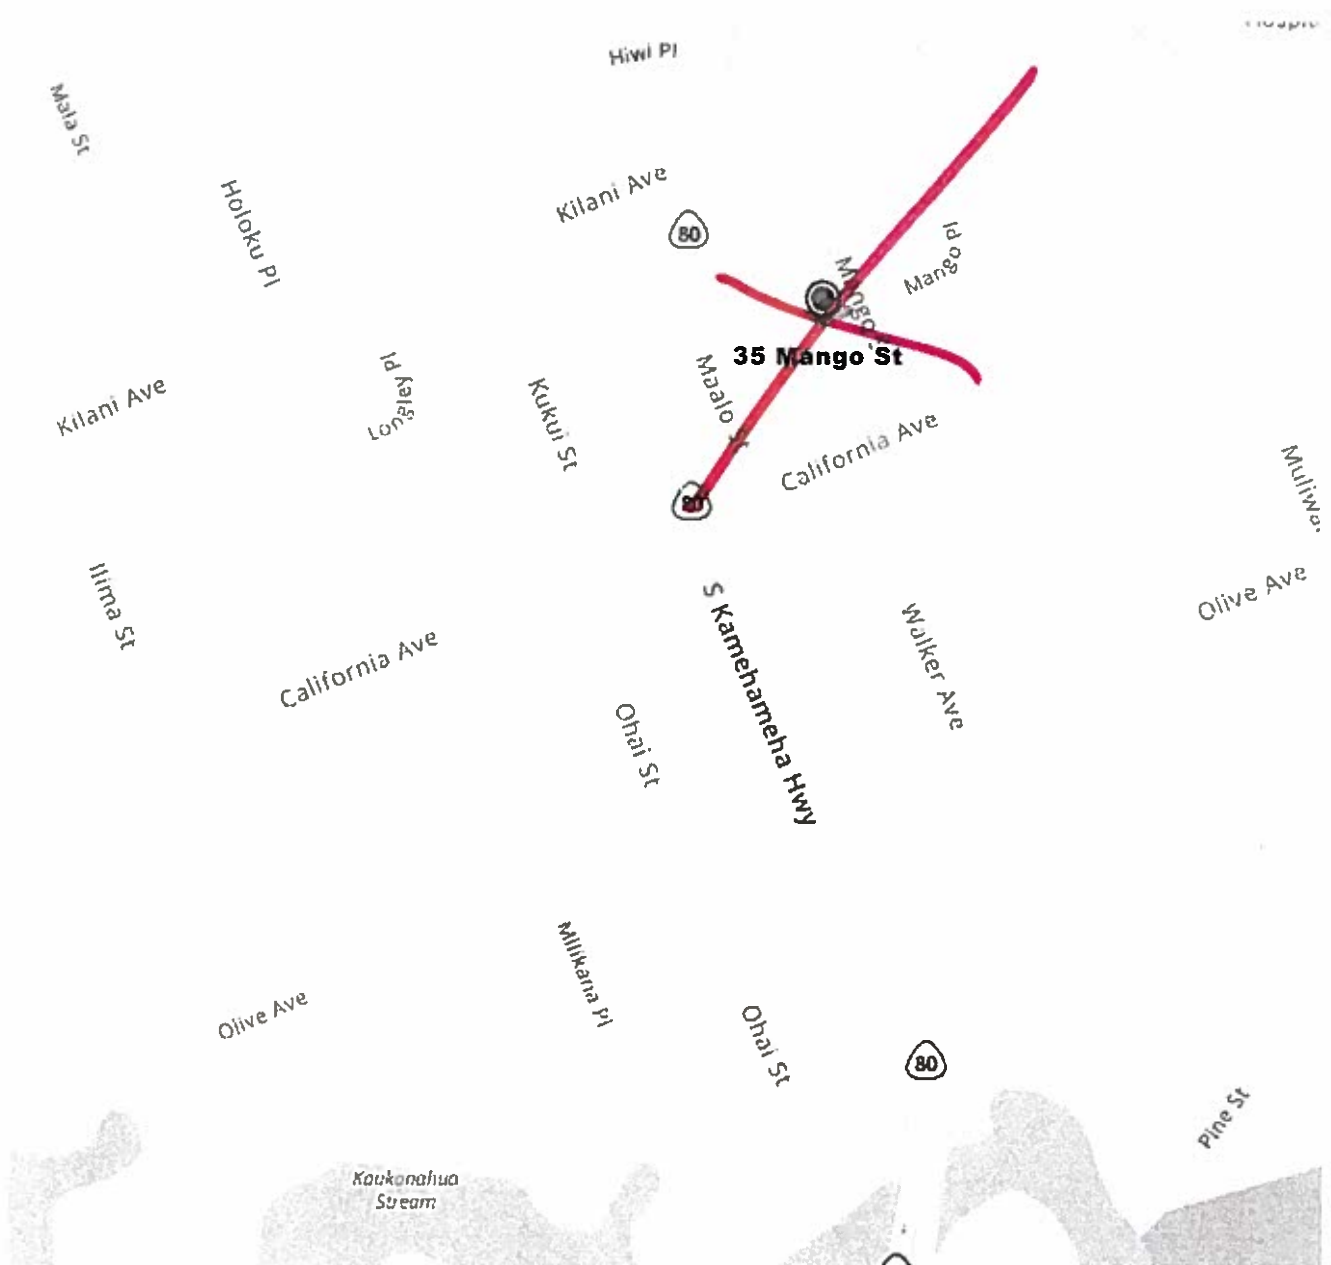 Hiwi Pl
Mala St
Kilani Ave
Holoku Pl
80
Mango Pl
Mango
35 Mango St
Longley Pl
Kilani Ave
Kukui St
Maalo St
California Ave
80
Ilima St
S Kamehameha Hwy
Walker Ave
Olive Ave
California Ave
Ohai St
Milikana Pl
Olive Ave
Ohai St
80
Pine St
Kaukonahua
Stream